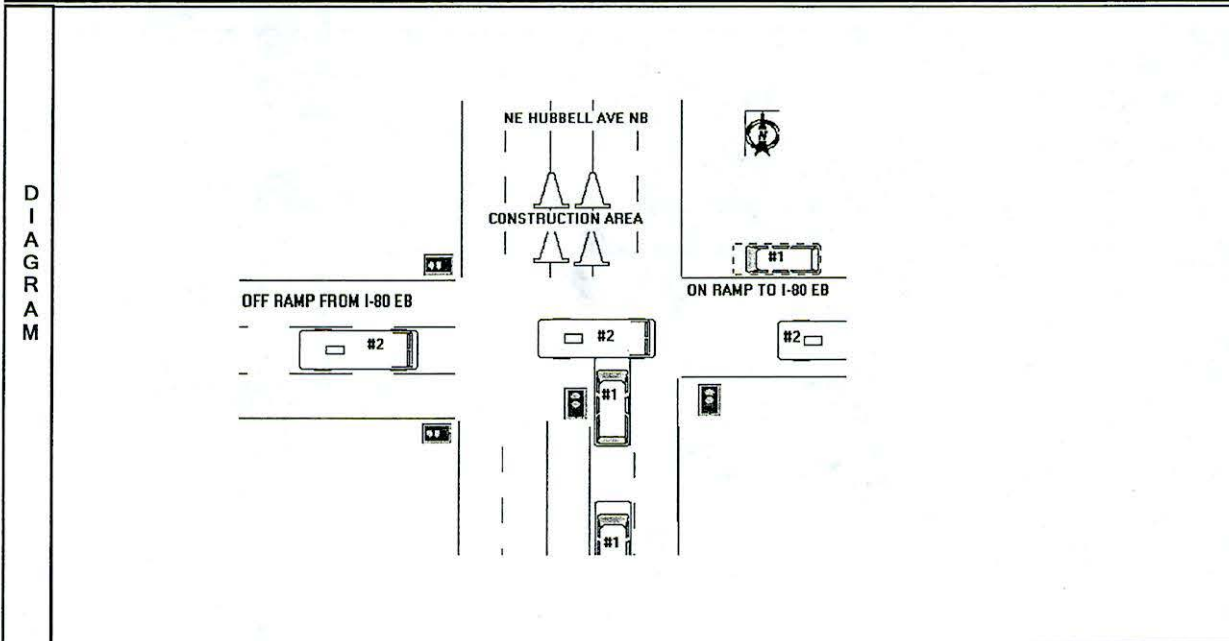 DIAGRAM
NE HUBBELL AVE NB
N
CONSTRUCTION AREA
#1
OFF RAMP FROM I-80 EB
ON RAMP TO I-80 EB
#2
#2
#2
#1
#1